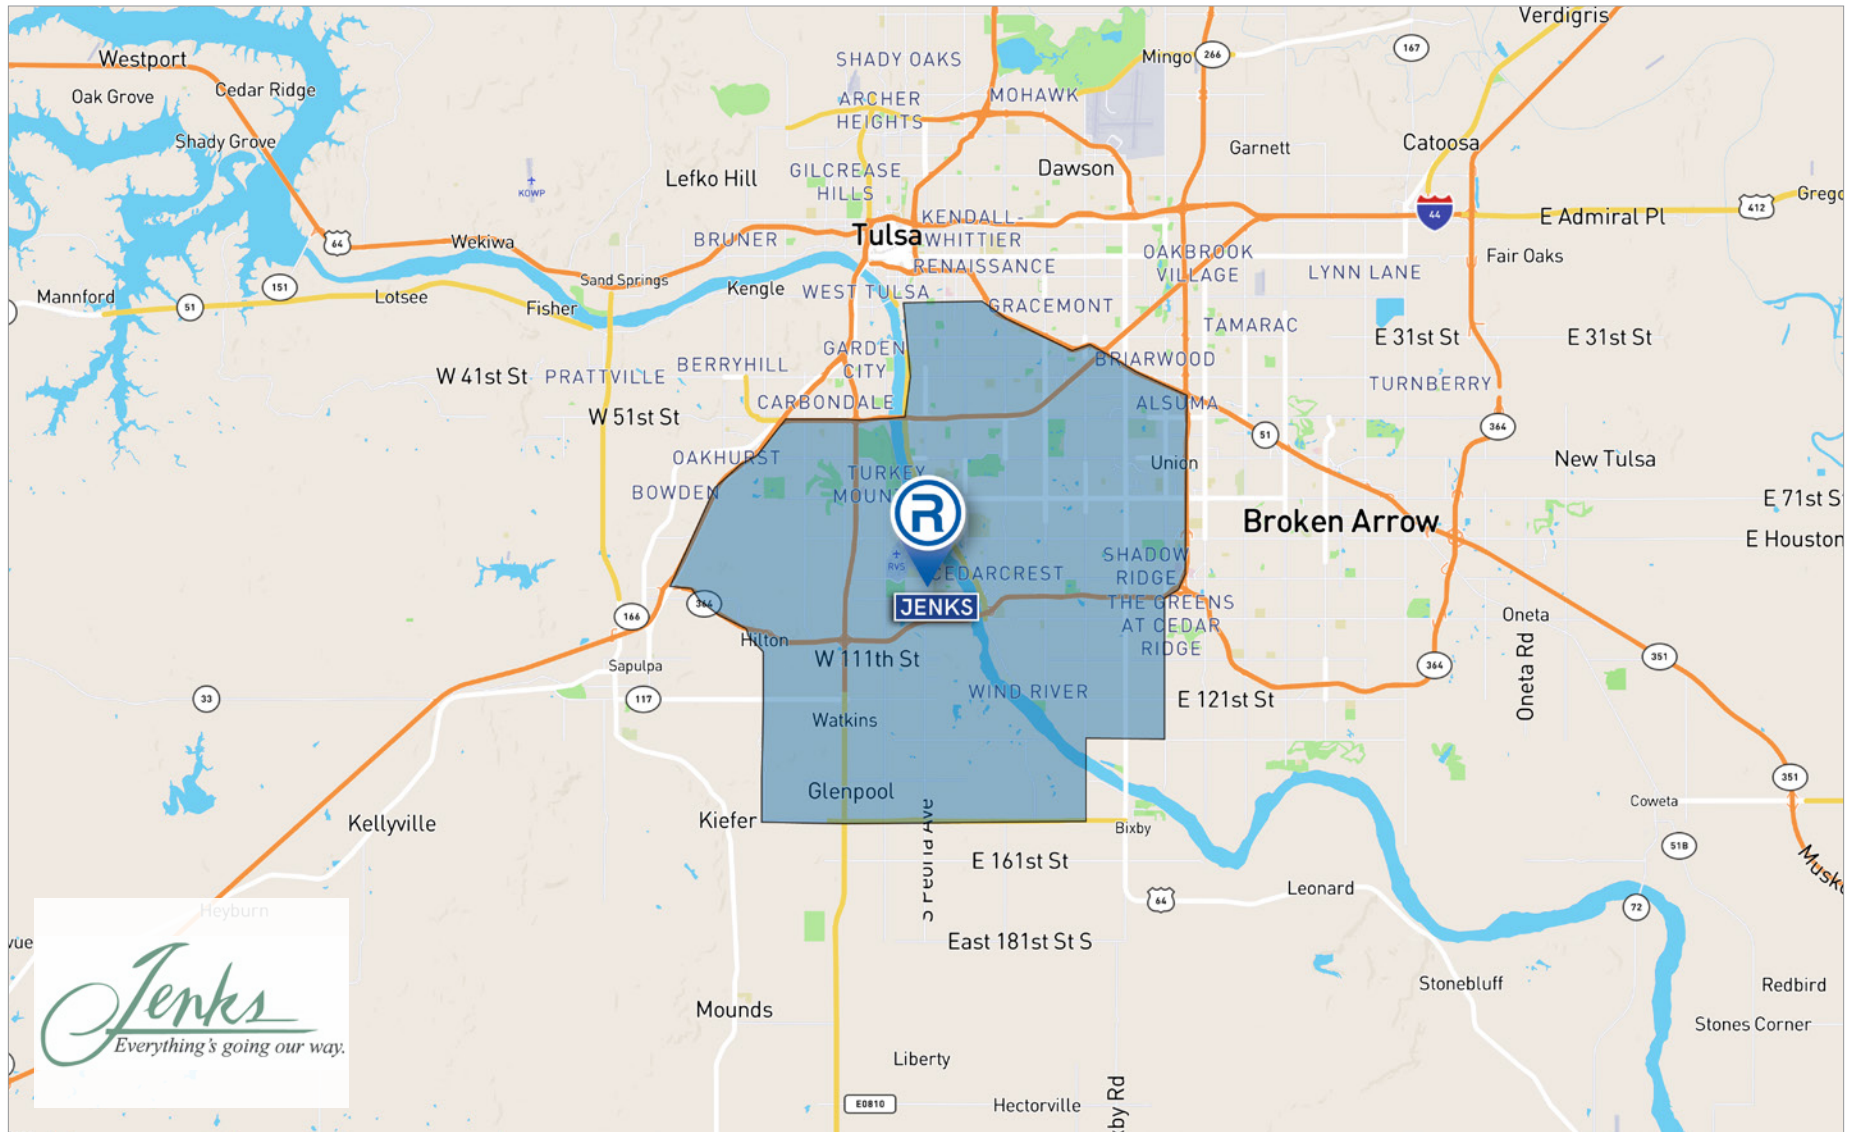 Verdigris
Westport
SHADY OAKS
Mingo
266
167
Oak Grove
Cedar Ridge
ARCHER
HEIGHTS
MOHAWK
Shady Grove
Garnett
Catoosa
Lefko Hill
GILCREASE
HILLS
Dawson
KOWP
412
44
E Admiral Pl
KENDALL-
WHITTIER
Tulsa
64
Wekiwa
BRUNER
OAKBROOK
VILLAGE
Fair Oaks
RENAISSANCE
LYNN LANE
Sand Springs
Kengle
WEST TULSA
151
Mannford
51
Lotsee
Fisher
GRACEMONT
TAMARAC
E 31st St
E 31st St
GARDEN
CITY
BERRYHILL
BRIARWOOD
W 41st St
PRATTVILLE
TURNBERRY
CARBONDALE
ALSUMA
W 51st St
364
51
OAKHURST
Union
New Tulsa
TURKEY
BOWDEN
E 71st S
R
Broken Arrow
E Houston
RVS
CEDARCREST
SHADOW
RIDGE
JENKS
THE GREENS
AT CEDAR
RIDGE
364
166
Oneta
Hilton
W 111th St
Sapulpa
351
364
Oneta Rd
33
117
WIND RIVER
E 121st St
Watkins
351
Glenpool
Coweta
Kiefer
Kellyville
Bixby
51B
E 161st St
Leonard
64
72
Heyburn
East 181st St S
Stonebluff
Redbird
Mounds
Stones Corner
Liberty
E0810
Hectorville
Jenks
Everything's going our way.